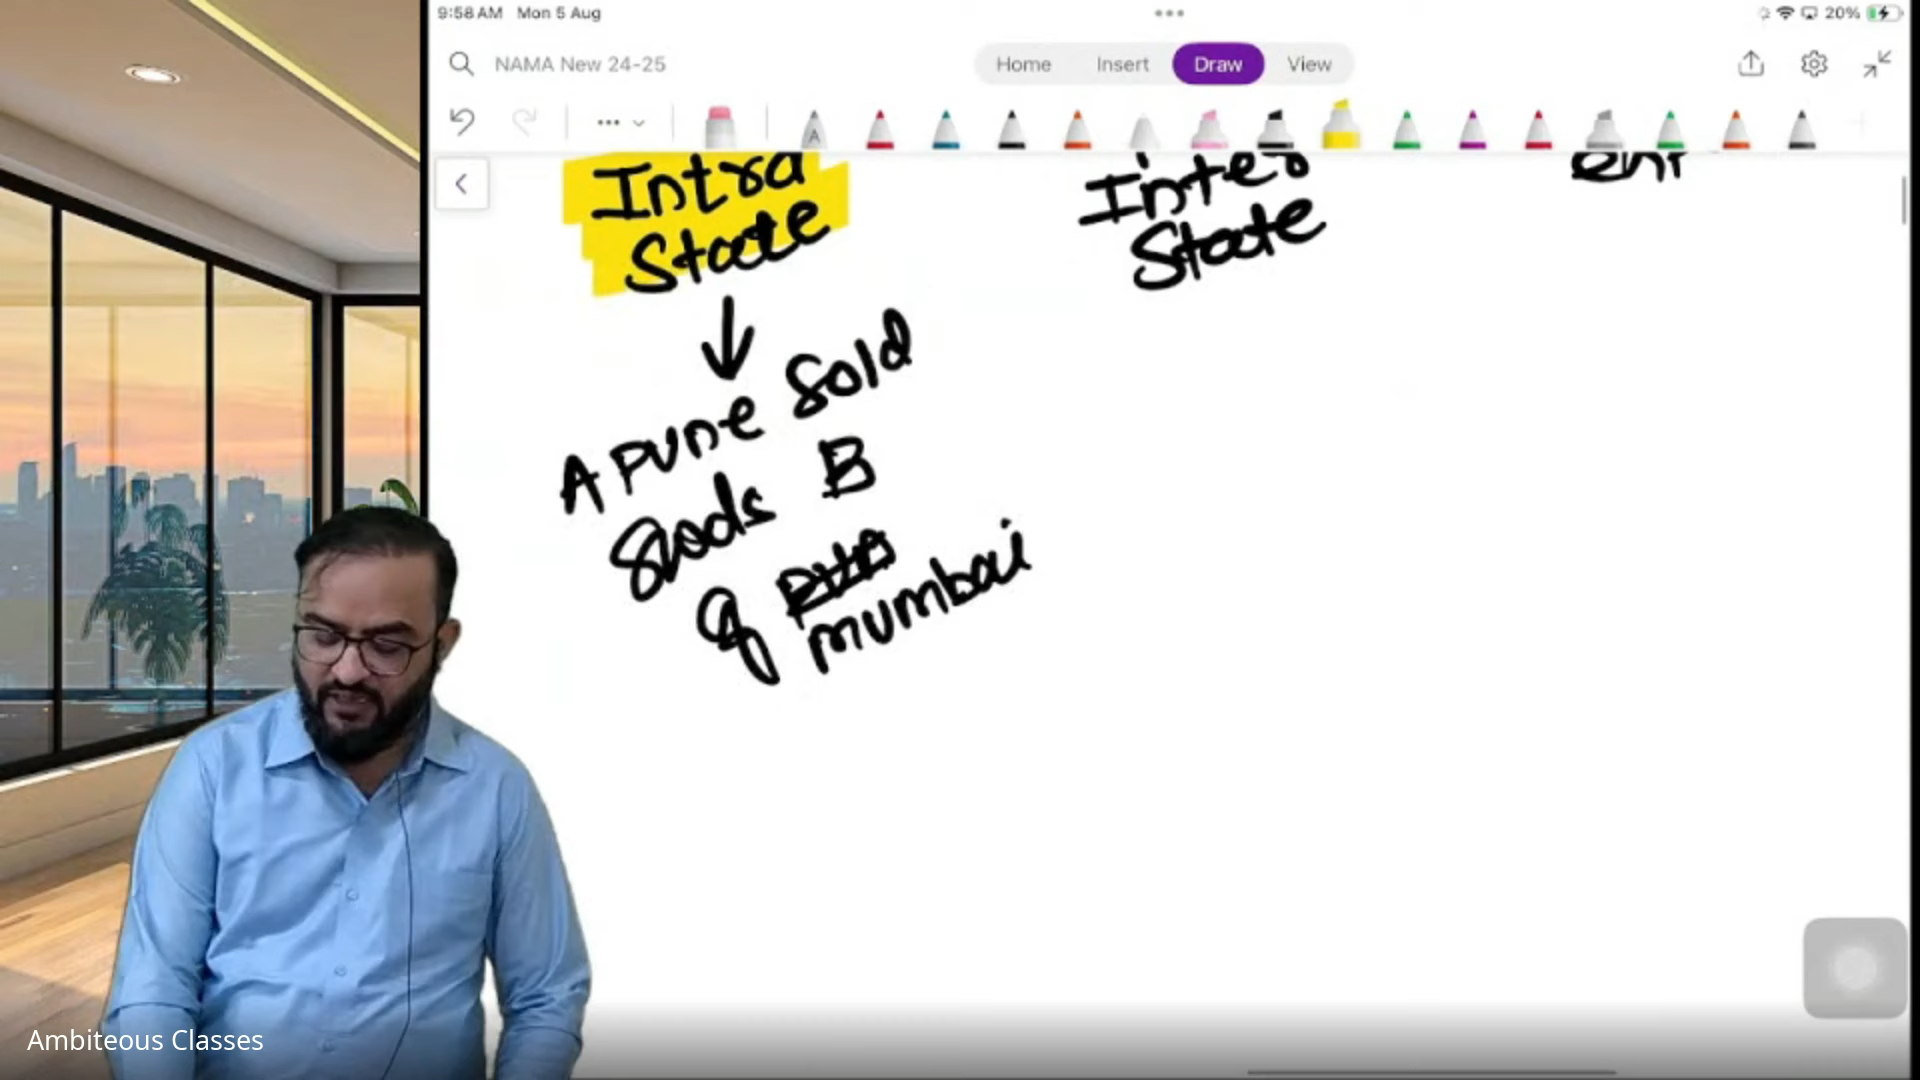 9:58 AM Mon 5 Aug
20%
NAMA New 24-25
Home Insert Draw View
A
Intra
State
Inter
State
A Pune Sold
Goods B
of
mumbai
Ambiteous Classes